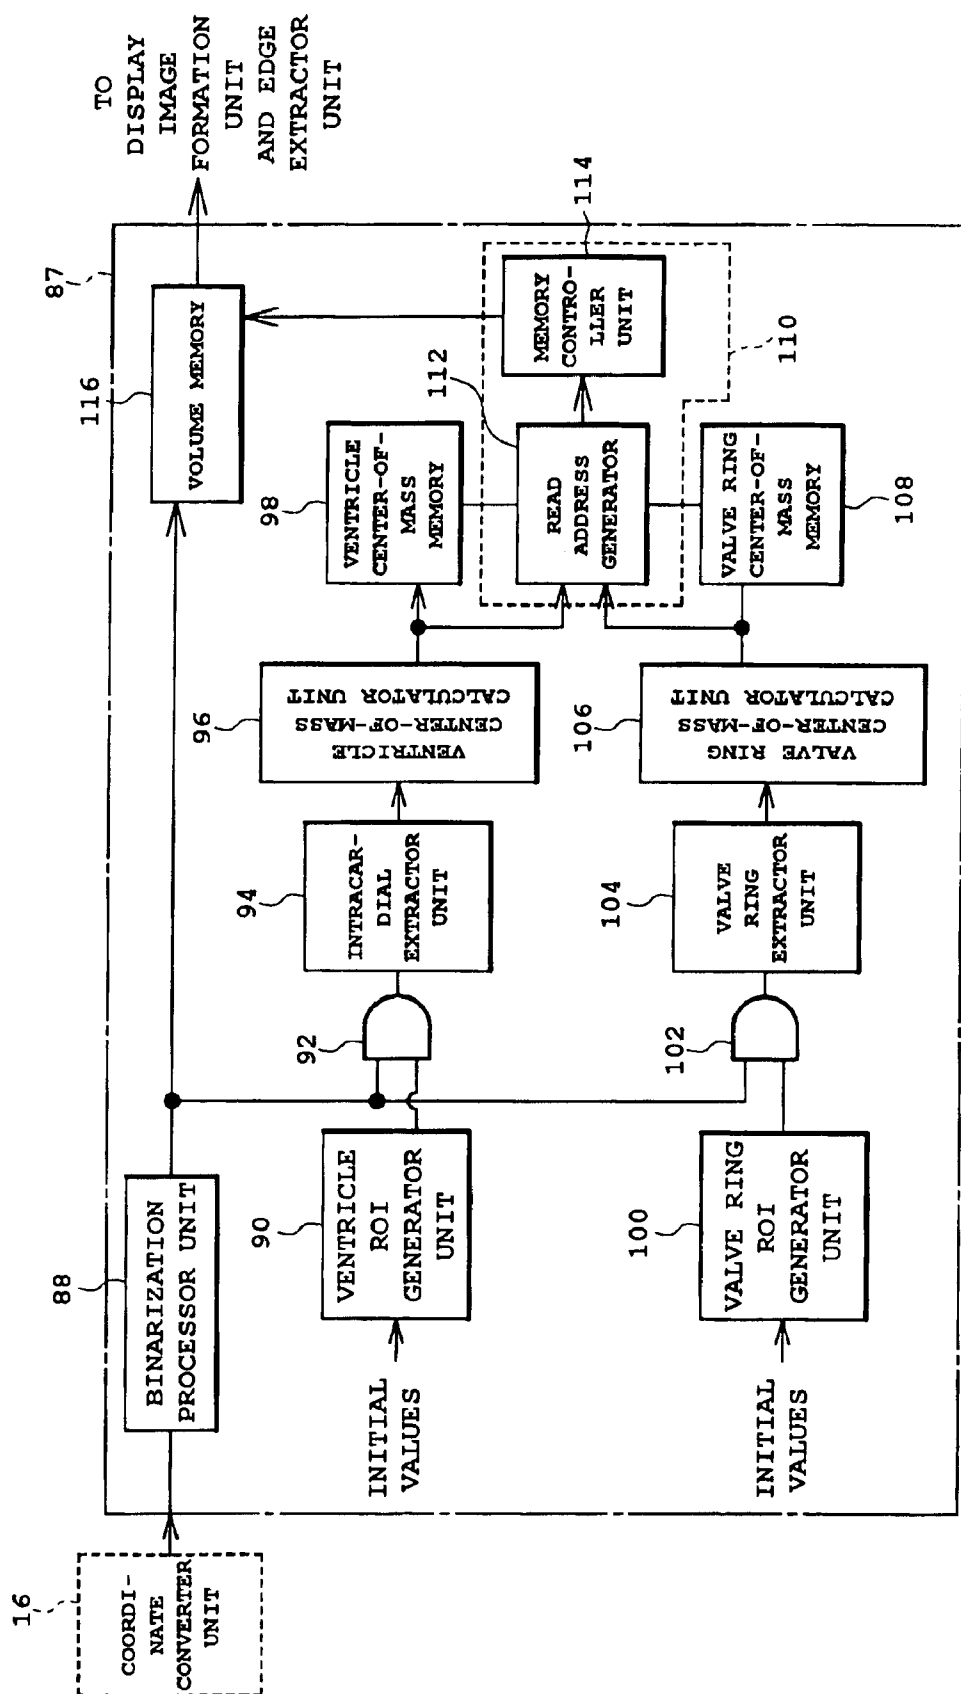 16
COORDI-
NATE
CONVERTER
UNIT
87
88
BINARIZATION
PROCESSOR UNIT
116
VOLUME MEMORY
TO
DISPLAY
IMAGE
FORMATION
UNIT
AND EDGE
EXTRACTOR
UNIT
INITIAL
VALUES
90
VENTRICLE
ROI
GENERATOR
UNIT
92
94
INTRACAR-
DIAL
EXTRACTOR
UNIT
96
VENTRICLE
CENTER-OF-MASS
CALCULATOR UNIT
98
VENTRICLE
CENTER-OF-
MASS
MEMORY
112
READ
ADDRESS
GENERATOR
MEMORY
CONTRO-
LLER
UNIT
114
110
INITIAL
VALUES
100
VALVE RING
ROI
GENERATOR
UNIT
102
104
VALVE
RING
EXTRACTOR
UNIT
106
VALVE RING
CENTER-OF-MASS
CALCULATOR UNIT
VALVE RING
CENTER-OF-
MASS
MEMORY
108